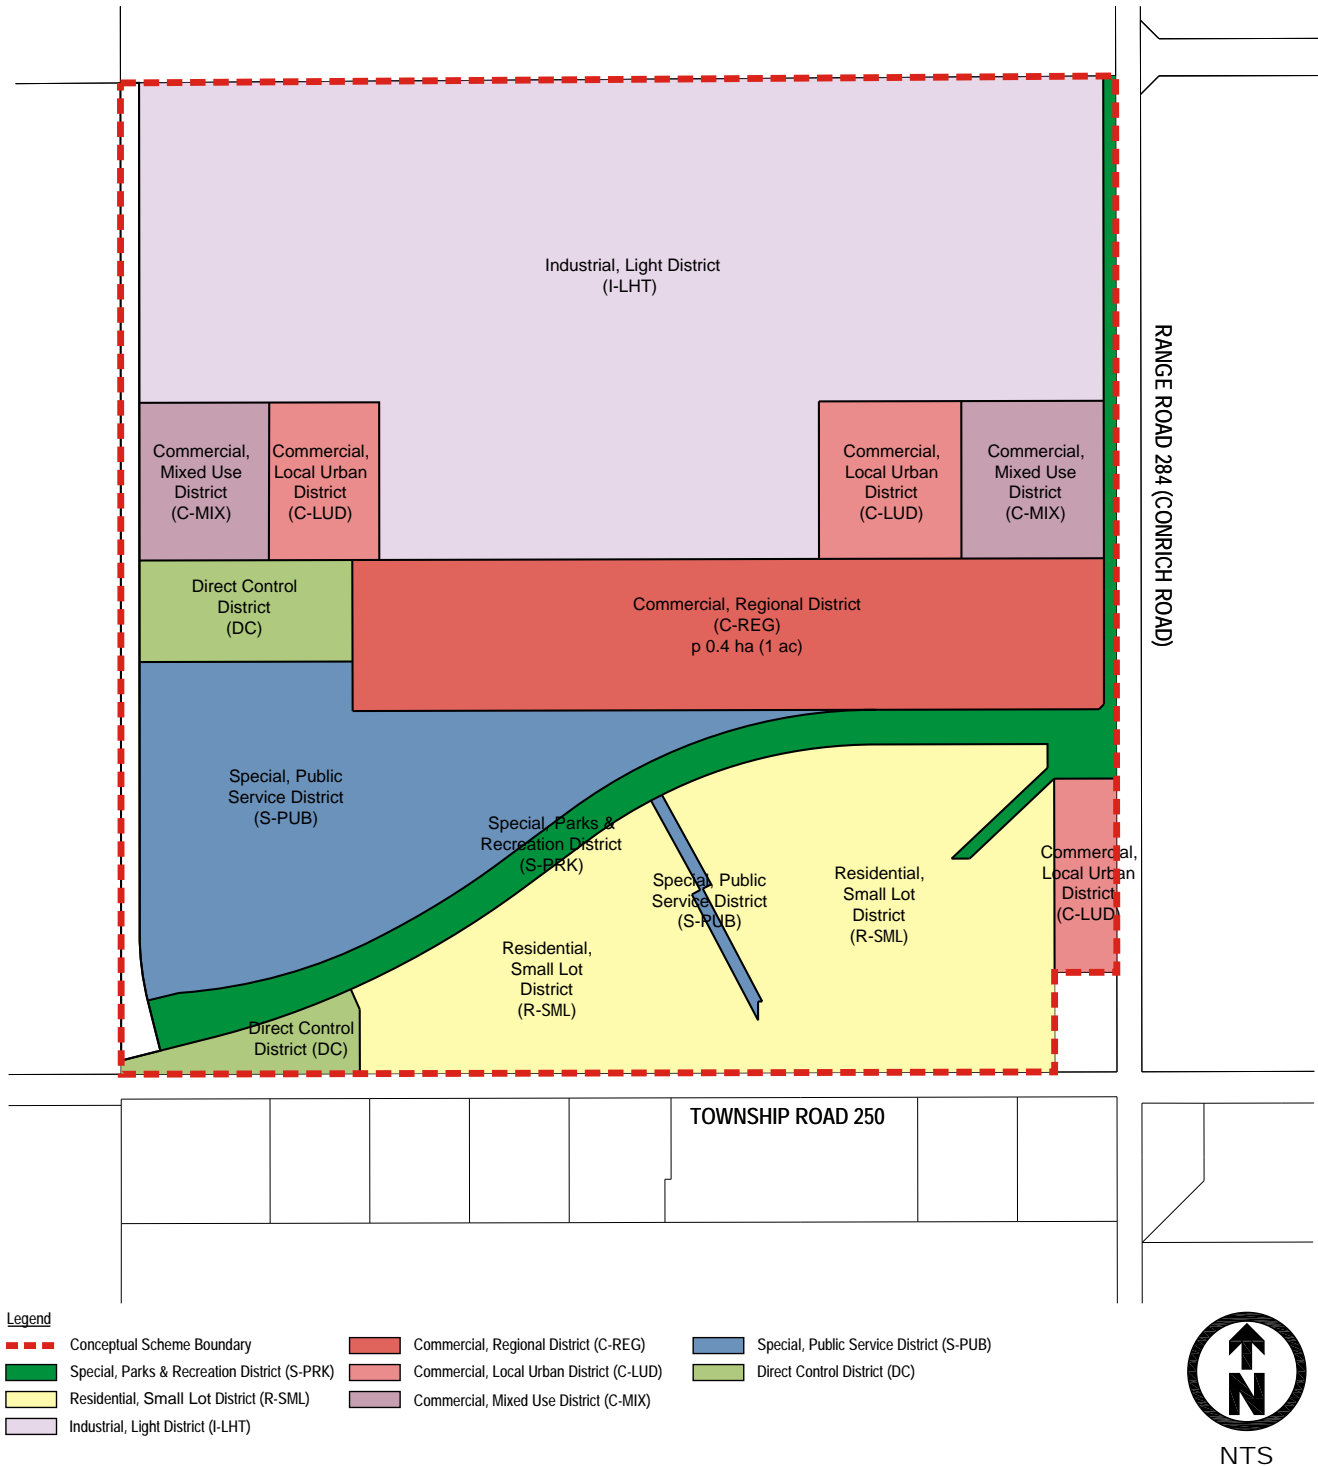 Industrial, Light District
(I-LHT)
Commercial,
Mixed Use
District
(C-MIX)
Commercial,
Local Urban
District
(C-LUD)
Commercial,
Local Urban
District
(C-LUD)
Commercial,
Mixed Use
District
(C-MIX)
RANGE ROAD 284 (CONRICH ROAD)
Direct Control
District
(DC)
Commercial, Regional District
(C-REG)
p 0.4 ha (1 ac)
Special, Public
Service District
(S-PUB)
Special, Parks &
Recreation District
(S-PRK)
Special, Public
Service District
(S-PUB)
Residential,
Small Lot
District
(R-SML)
Commercial,
Local Urban
District
(C-LUD)
Residential,
Small Lot
District
(R-SML)
Direct Control
District (DC)
TOWNSHIP ROAD 250
Legend
Conceptual Scheme Boundary
Special, Parks & Recreation District (S-PRK)
Residential, Small Lot District (R-SML)
Industrial, Light District (I-LHT)
Commercial, Regional District (C-REG)
Commercial, Local Urban District (C-LUD)
Commercial, Mixed Use District (C-MIX)
Special, Public Service District (S-PUB)
Direct Control District (DC)
N
NTS